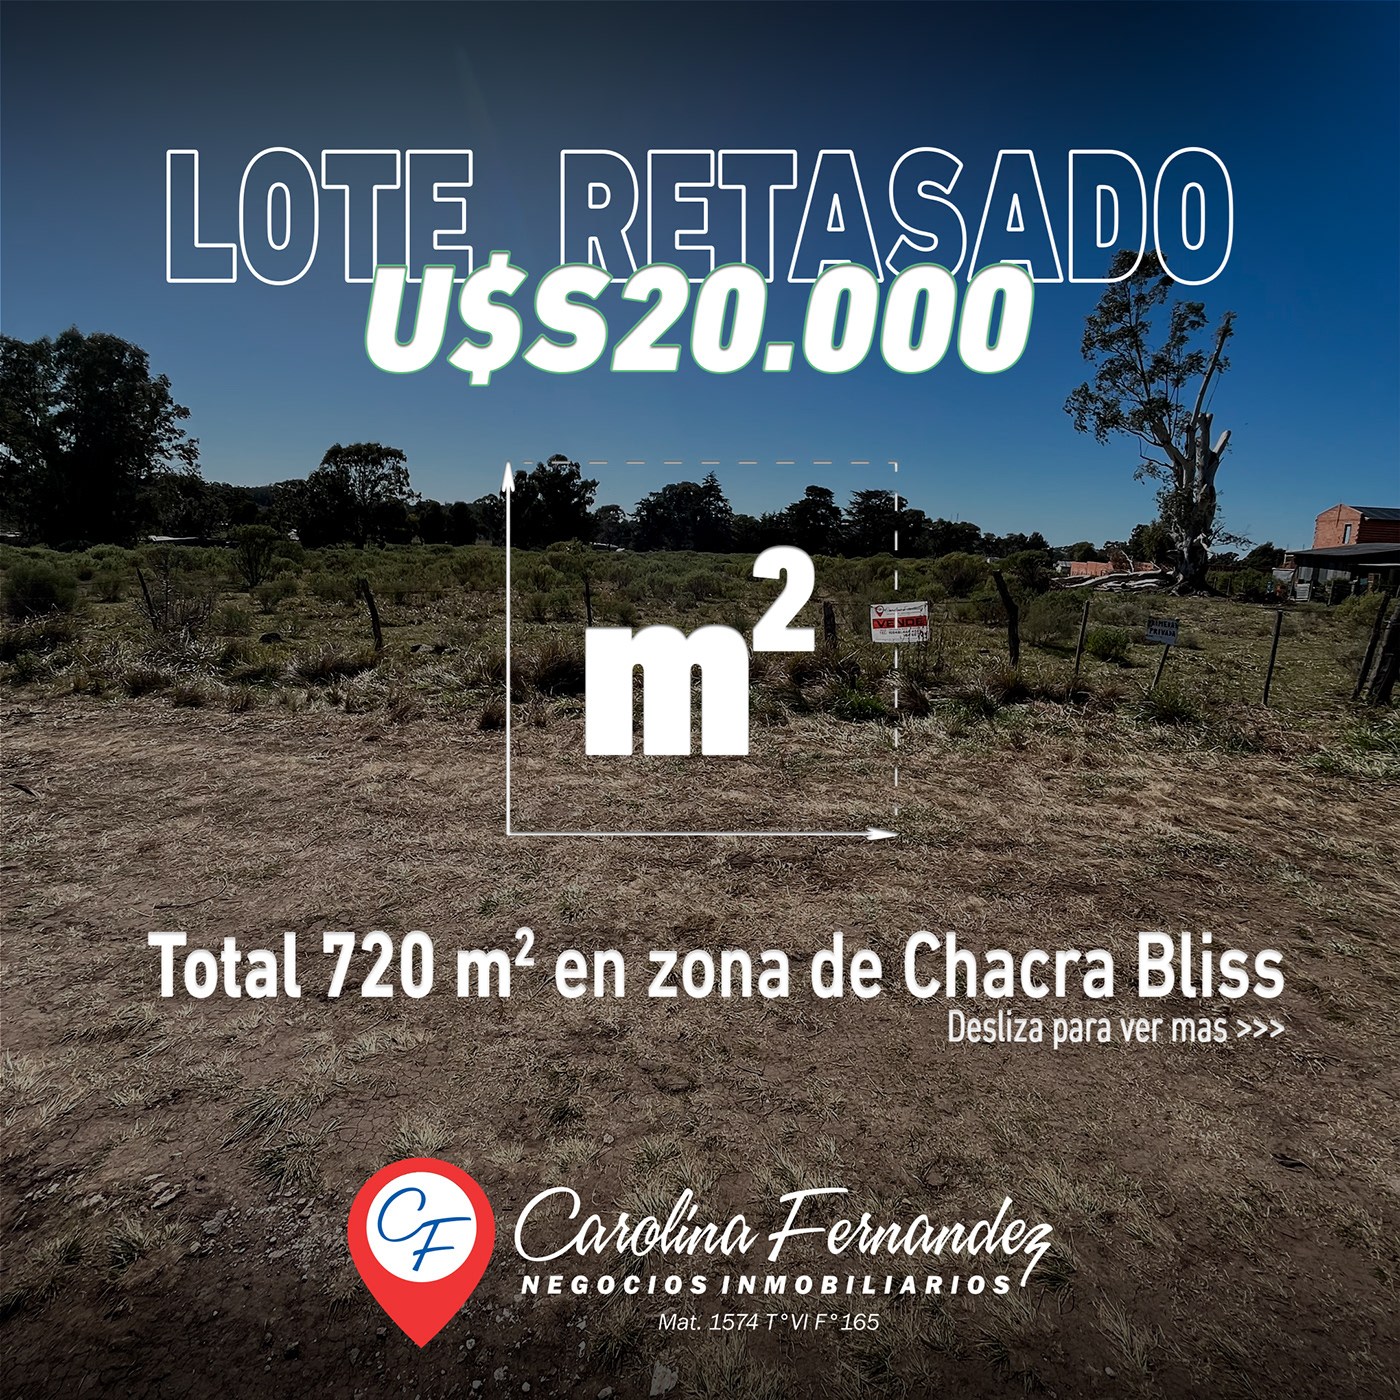 LOTE RETASADO
U$S20.000
m²
VENDE
Total 720 m² en zona de Chacra Bliss
Desliza para ver mas >>>
CF
Carolina Fernandez
NEGOCIOS INMOBILIARIOS
Mat. 1574 T°VI F°165